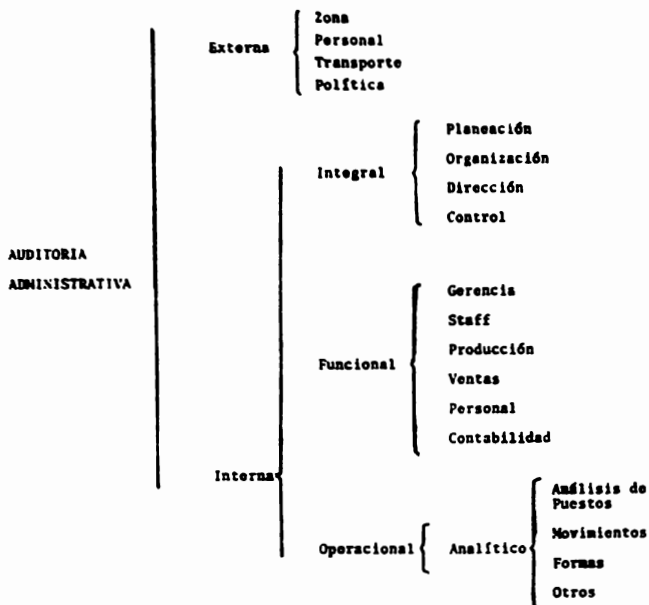 Externa
Zona
Personal
Transporte
Política
Integral
Planeación
Organización
Dirección
Control
AUDITORIA
ADMINISTRATIVA
Funcional
Gerencia
Staff
Producción
Ventas
Personal
Contabilidad
Interna
Operacional
Analítico
Análisis de
Puestos
Movimientos
Formas
Otros